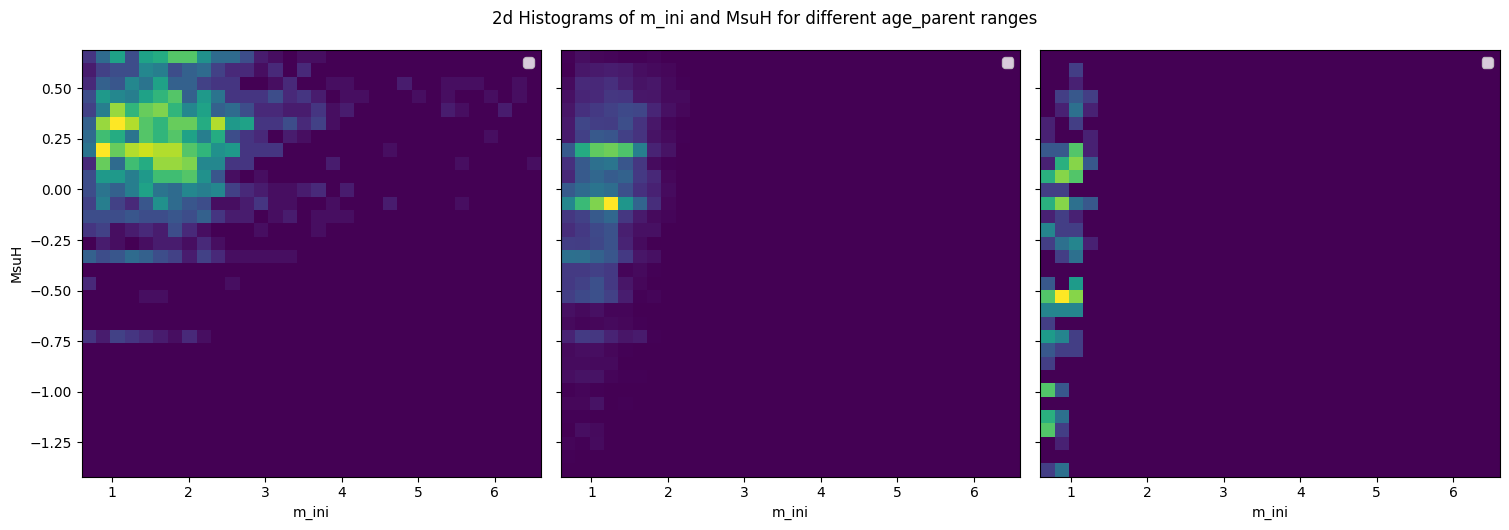 2d Histograms of m_ini and MsuH for different age_parent ranges
MsuH
0.50
0.25
0.00
−0.25
−0.50
−0.75
−1.00
−1.25
1 2 3 4 5 6
m_ini
1 2 3 4 5 6
m_ini
1 2 3 4 5 6
m_ini